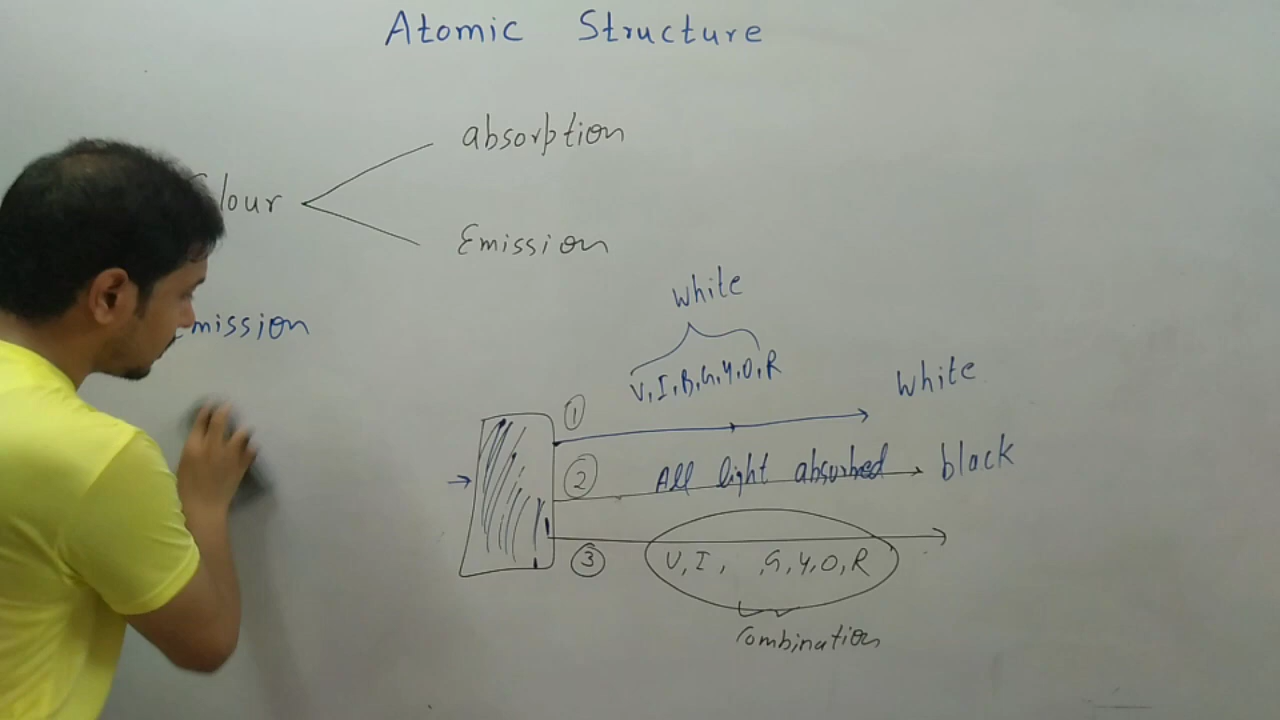 Atomic Structure
absorption
lour
Emission
mission
white
V, I, B, G, Y, O, R
white
①
② All light absorbed black
③ V, I, , G, Y, O, R
Combination